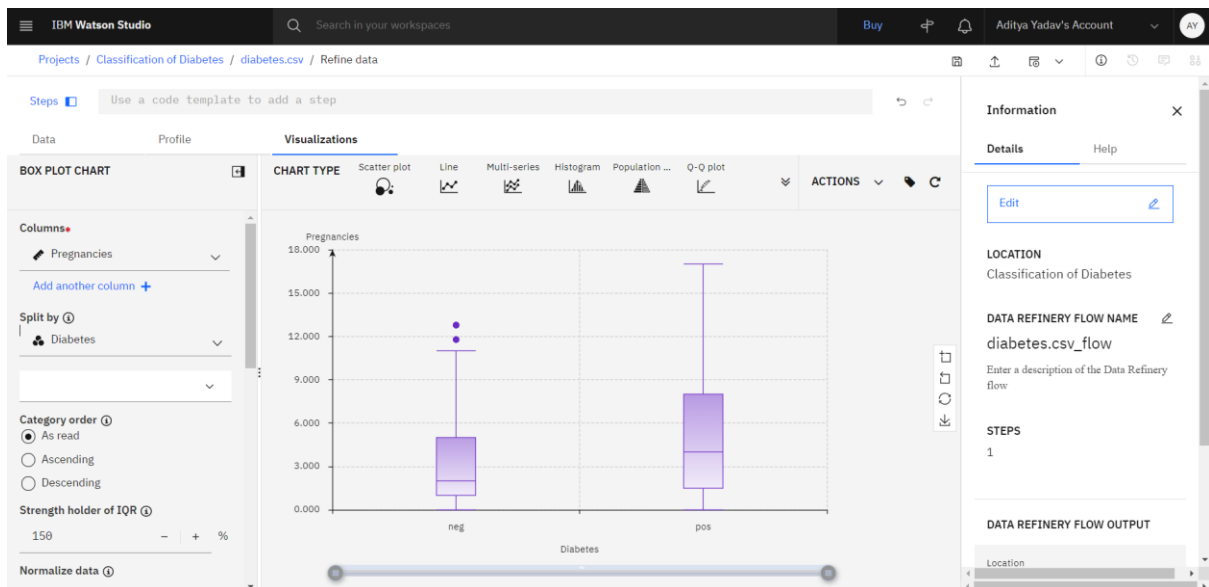 IBM Watson Studio
Search in your workspaces
Buy
Aditya Yadav's Account
AY
Projects / Classification of Diabetes / diabetes.csv / Refine data
Steps
Use a code template to add a step
Data
Profile
Visualizations
BOX PLOT CHART
Columns
Pregnancies
Add another column +
Split by
Diabetes
Category order
As read
Ascending
Descending
Strength holder of IQR
150 − + %
Normalize data
CHART TYPE
Scatter plot
Line
Multi-series
Histogram
Population ...
Q-Q plot
ACTIONS
Pregnancies
18.000
15.000
12.000
9.000
6.000
3.000
0.000
neg
pos
Diabetes
Information
Details
Help
Edit
LOCATION
Classification of Diabetes
DATA REFINERY FLOW NAME
diabetes.csv_flow
Enter a description of the Data Refinery
flow
STEPS
1
DATA REFINERY FLOW OUTPUT
Location